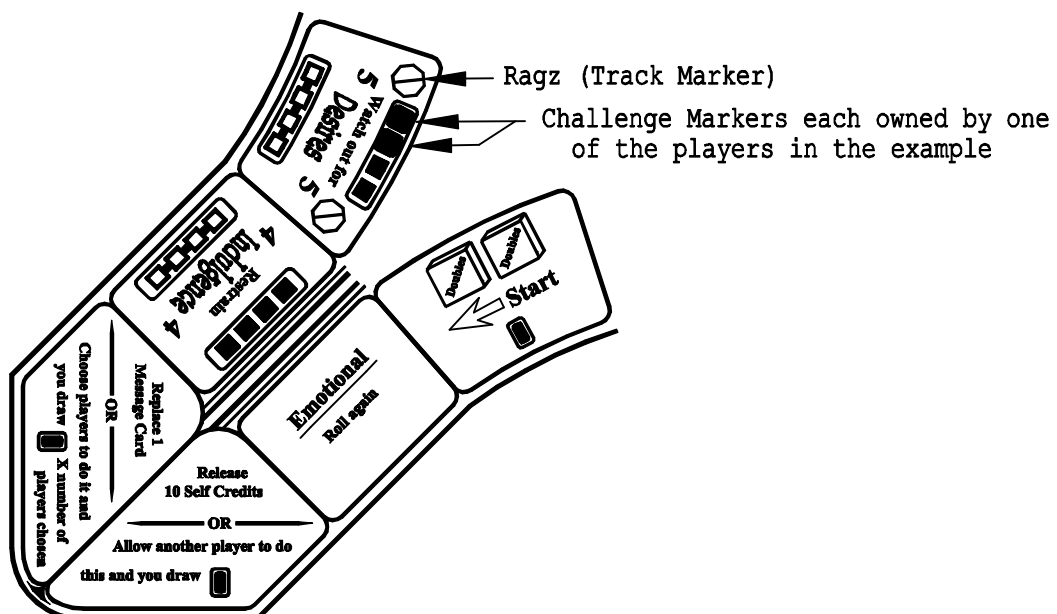 Ragz (Track Marker)
Challenge Markers each owned by one
of the players in the example
5
Watch out for
Desires
5
4
Restrain
Indulgence
4
Doubles
Doubles
Start
Emotional
Roll again
Replace 1
Message Card
OR
Choose players to do it and
you draw X number of
players chosen
Release
10 Self Credits
OR
Allow another player to do
this and you draw